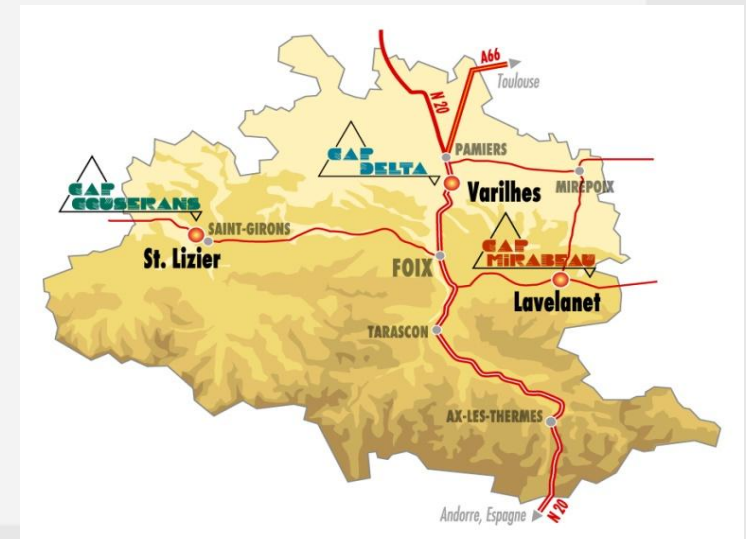 A66
Toulouse
N 20
PAMIERS
CAP
DELTA
Varilhes
MIREPOIX
CAP
COUSERANS
SAINT-GIRONS
St. Lizier
CAP
MIRABEAU
FOIX
Lavelanet
TARASCON
AX-LES-THERMES
Andorre, Espagne
N 20